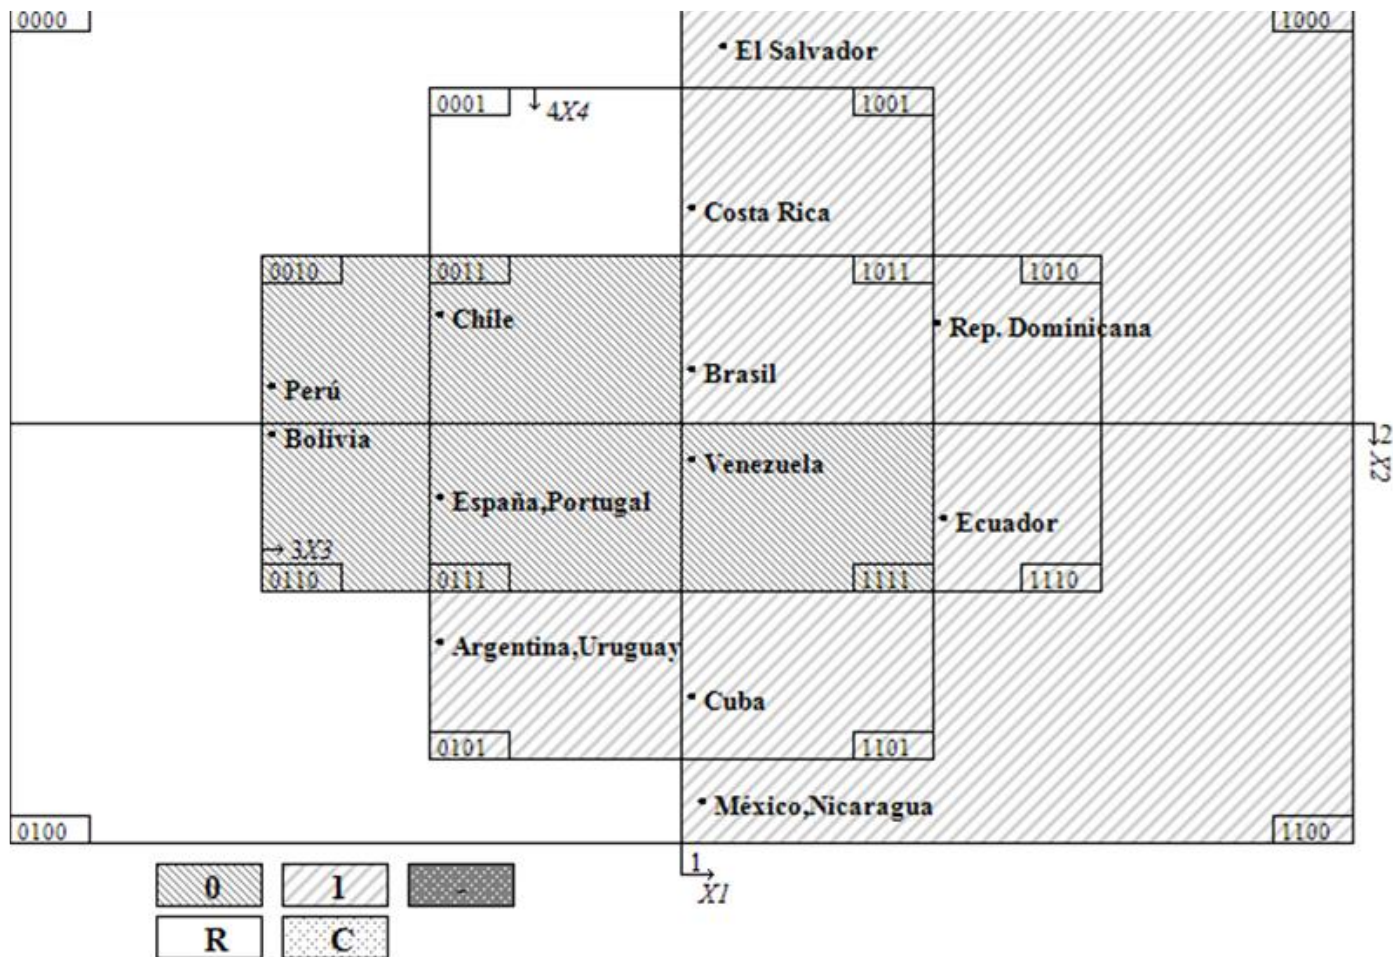 0000
1000
El Salvador
0001
4X4
1001
Costa Rica
0010
0011
1011
1010
Chile
Rep. Dominicana
Brasil
Perú
Bolivia
2
X2
Venezuela
España,Portugal
Ecuador
3X3
0110
0111
1111
1110
Argentina,Uruguay
Cuba
0101
1101
México,Nicaragua
0100
1100
1
X1
0
1
-
R
C